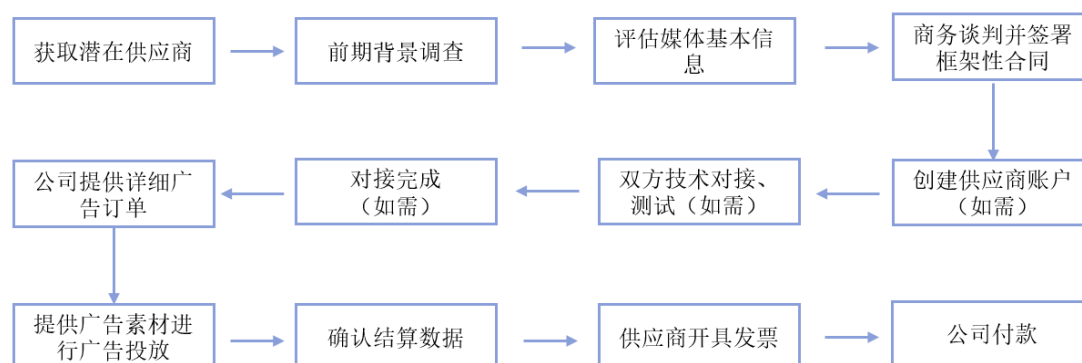 获取潜在供应商
前期背景调查
评估媒体基本信
息
商务谈判并签署
框架性合同
创建供应商账户
（如需）
双方技术对接、
测试（如需）
对接完成
（如需）
公司提供详细广
告订单
提供广告素材进
行广告投放
确认结算数据
供应商开具发票
公司付款